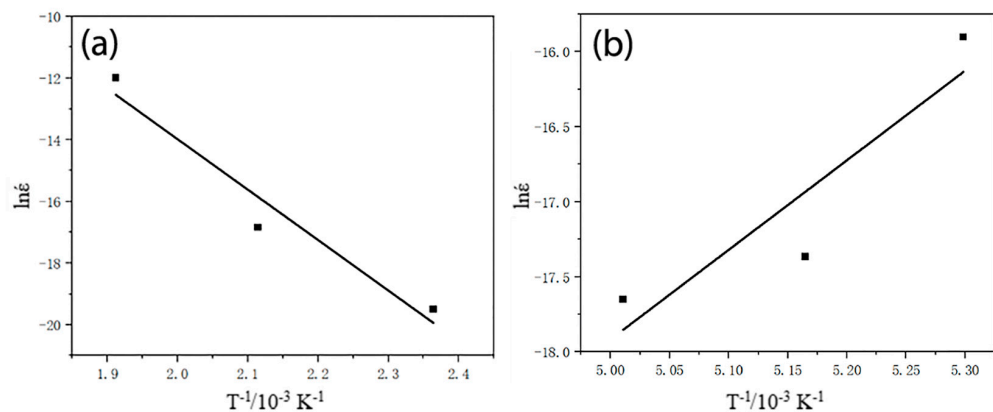 (a)
-10
-12
-14
-16
-18
-20
lnέ
1.9 2.0 2.1 2.2 2.3 2.4
T⁻¹/10⁻³ K⁻¹
(b)
-16.0
-16.5
-17.0
-17.5
-18.0
lnέ
5.00 5.05 5.10 5.15 5.20 5.25 5.30
T⁻¹/10⁻³ K⁻¹